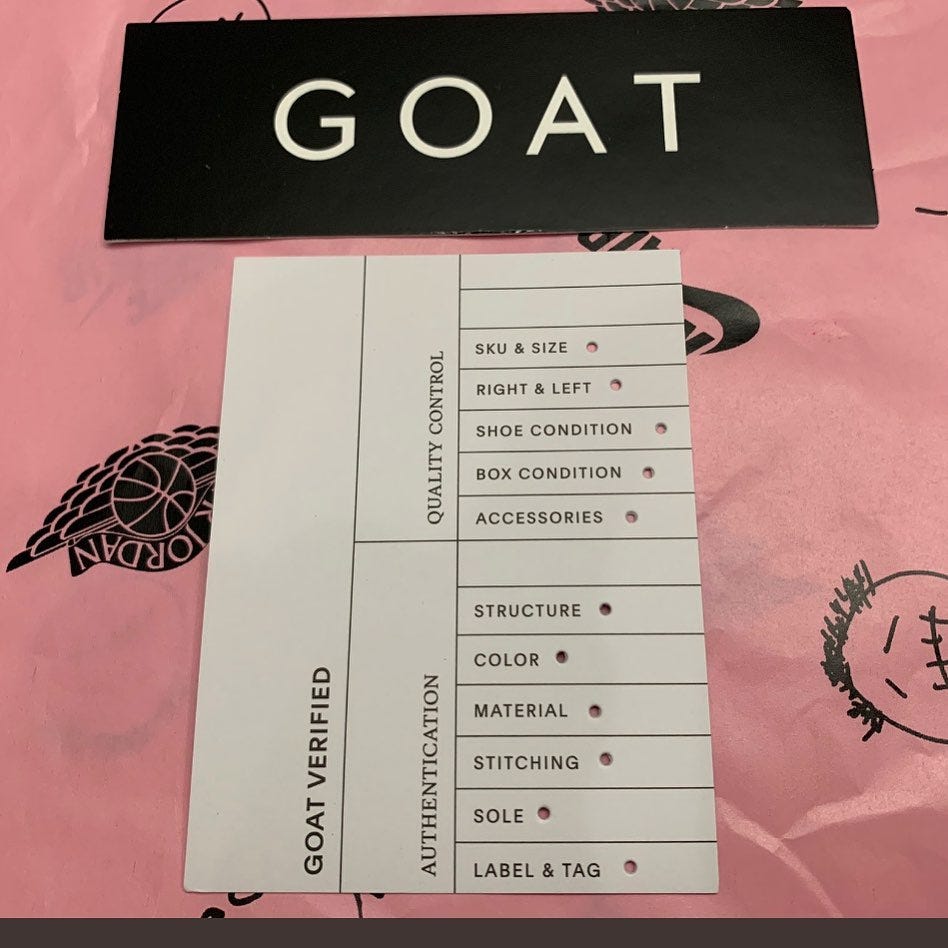 GOAT
GOAT VERIFIED
QUALITY CONTROL
SKU & SIZE
RIGHT & LEFT
SHOE CONDITION
BOX CONDITION
ACCESSORIES
AUTHENTICATION
STRUCTURE
COLOR
MATERIAL
STITCHING
SOLE
LABEL & TAG
JORDAN